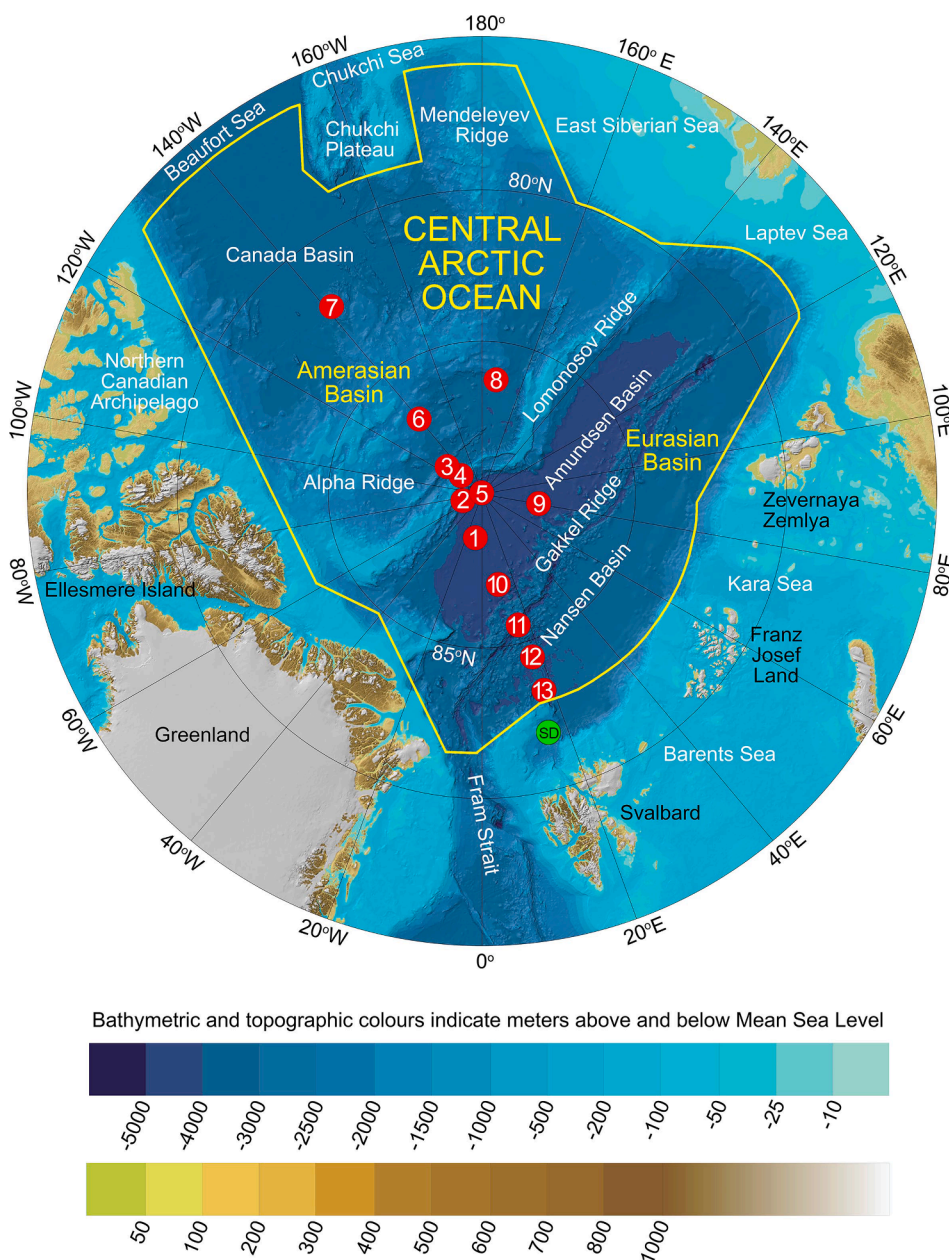 180°
160°W
160° E
Chukchi Sea
140°W
140°E
Beaufort Sea
Chukchi
Plateau
Mendeleyev
Ridge
East Siberian Sea
80°N
120°W
CENTRAL
ARCTIC
OCEAN
Laptev Sea
120°E
Canada Basin
7
Lomonosov Ridge
Northern
Canadian
Archipelago
Amerasian
Basin
8
6
100°W
100°E
Amundsen Basin
Eurasian
Basin
3
4
Alpha Ridge
2
5
9
Zevernaya
Zemlya
1
Gakkel Ridge
80°W
Ellesmere Island
10
Nansen Basin
Kara Sea
80°E
11
Franz
Josef
Land
85°N
12
13
60°W
60°E
Greenland
SD
Barents Sea
Fram Strait
Svalbard
40°W
40°E
20°W
20°E
0°
Bathymetric and topographic colours indicate meters above and below Mean Sea Level
-5000
-4000
-3000
-2500
-2000
-1500
-1000
-500
-200
-100
-50
-25
-10
50
100
200
300
400
500
600
700
800
1000